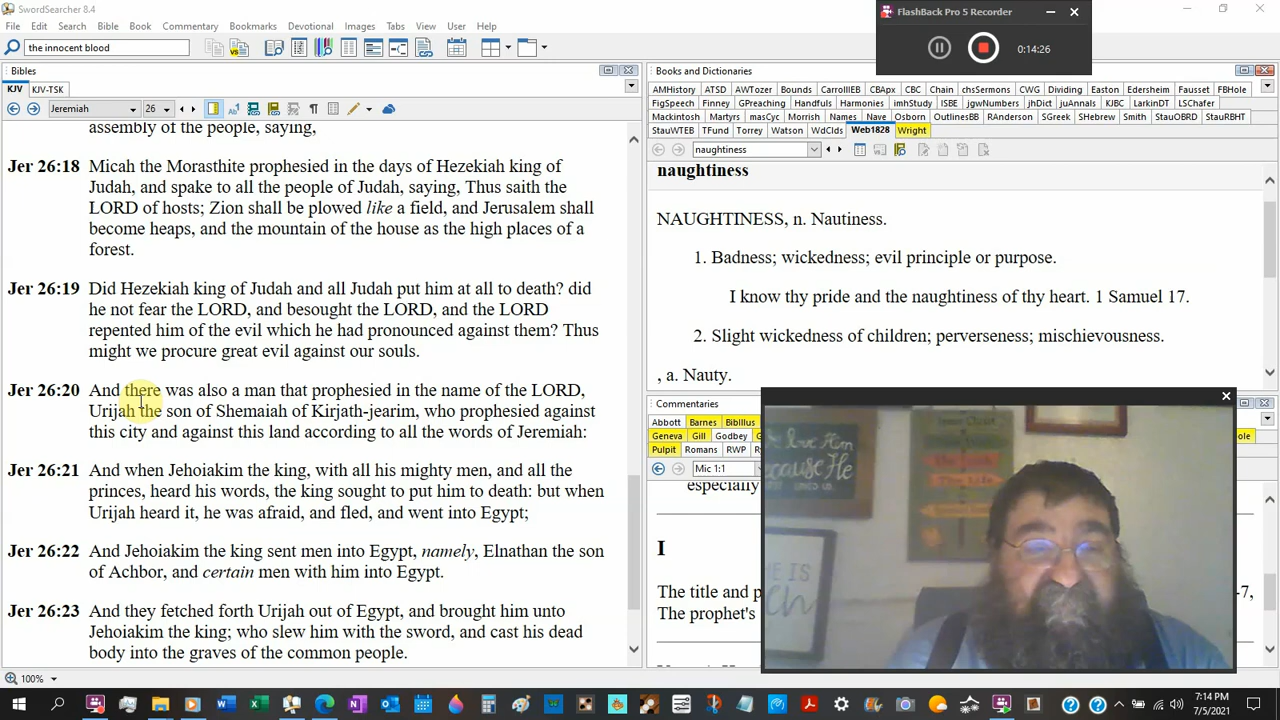 SwordSearcher 8.4
File Edit Search Bible Book Commentary Bookmarks Devotional Images Tabs View User Help
the innocent blood
FlashBack Pro 5 Recorder
0:14:26
Bibles
KJV KJV-TSK
Jeremiah 26
assembly of the people, saying,
Jer 26:18 Micah the Morasthite prophesied in the days of Hezekiah king of
Judah, and spake to all the people of Judah, saying, Thus saith the
LORD of hosts; Zion shall be plowed like a field, and Jerusalem shall
become heaps, and the mountain of the house as the high places of a
forest.
Jer 26:19 Did Hezekiah king of Judah and all Judah put him at all to death? did
he not fear the LORD, and besought the LORD, and the LORD
repented him of the evil which he had pronounced against them? Thus
might we procure great evil against our souls.
Jer 26:20 And there was also a man that prophesied in the name of the LORD,
Urijah the son of Shemaiah of Kirjath-jearim, who prophesied against
this city and against this land according to all the words of Jeremiah:
Jer 26:21 And when Jehoiakim the king, with all his mighty men, and all the
princes, heard his words, the king sought to put him to death: but when
Urijah heard it, he was afraid, and fled, and went into Egypt;
Jer 26:22 And Jehoiakim the king sent men into Egypt, namely, Elnathan the son
of Achbor, and certain men with him into Egypt.
Jer 26:23 And they fetched forth Urijah out of Egypt, and brought him unto
Jehoiakim the king; who slew him with the sword, and cast his dead
body into the graves of the common people.
100%
Books and Dictionaries
AMHistory ATSD AWTozer Bounds CarrollIEB CBApx CBC Chain chsSermons CWG Dividing Easton Edersheim Fausset FBHole
FigSpeech Finney GPreaching Handfuls Harmonies imhStudy ISBE jgwNumbers jhDict juAnnals KJBC LarkinDT LSChafer
Mackintosh Martyrs masCyc Morrish Names Nave Osborn OutlinesBB RAnderson SGreek SHebrew Smith StauOBRD StauRBHT
StauWTEB TFund Torrey Watson WdClds Web1828 Wright
naughtiness
naughtiness
NAUGHTINESS, n. Nautiness.
1. Badness; wickedness; evil principle or purpose.
I know thy pride and the naughtiness of thy heart. 1 Samuel 17.
2. Slight wickedness of children; perverseness; mischievousness.
, a. Nauty.
Commentaries
Abbott Barnes BibIllus
Geneva Gill Godbey
Pulpit Romans RWP
Mic 1:1
especially
I
The title and p
The prophet's
7:14 PM
7/5/2021